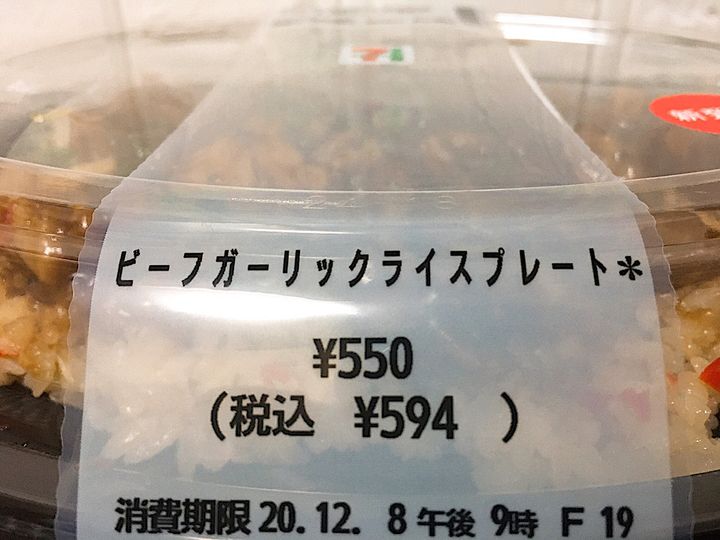 7
ビーフガーリックライスプレート*
¥550
(税込 ¥594 )
消費期限 20.12. 8 午後 9時 F 19